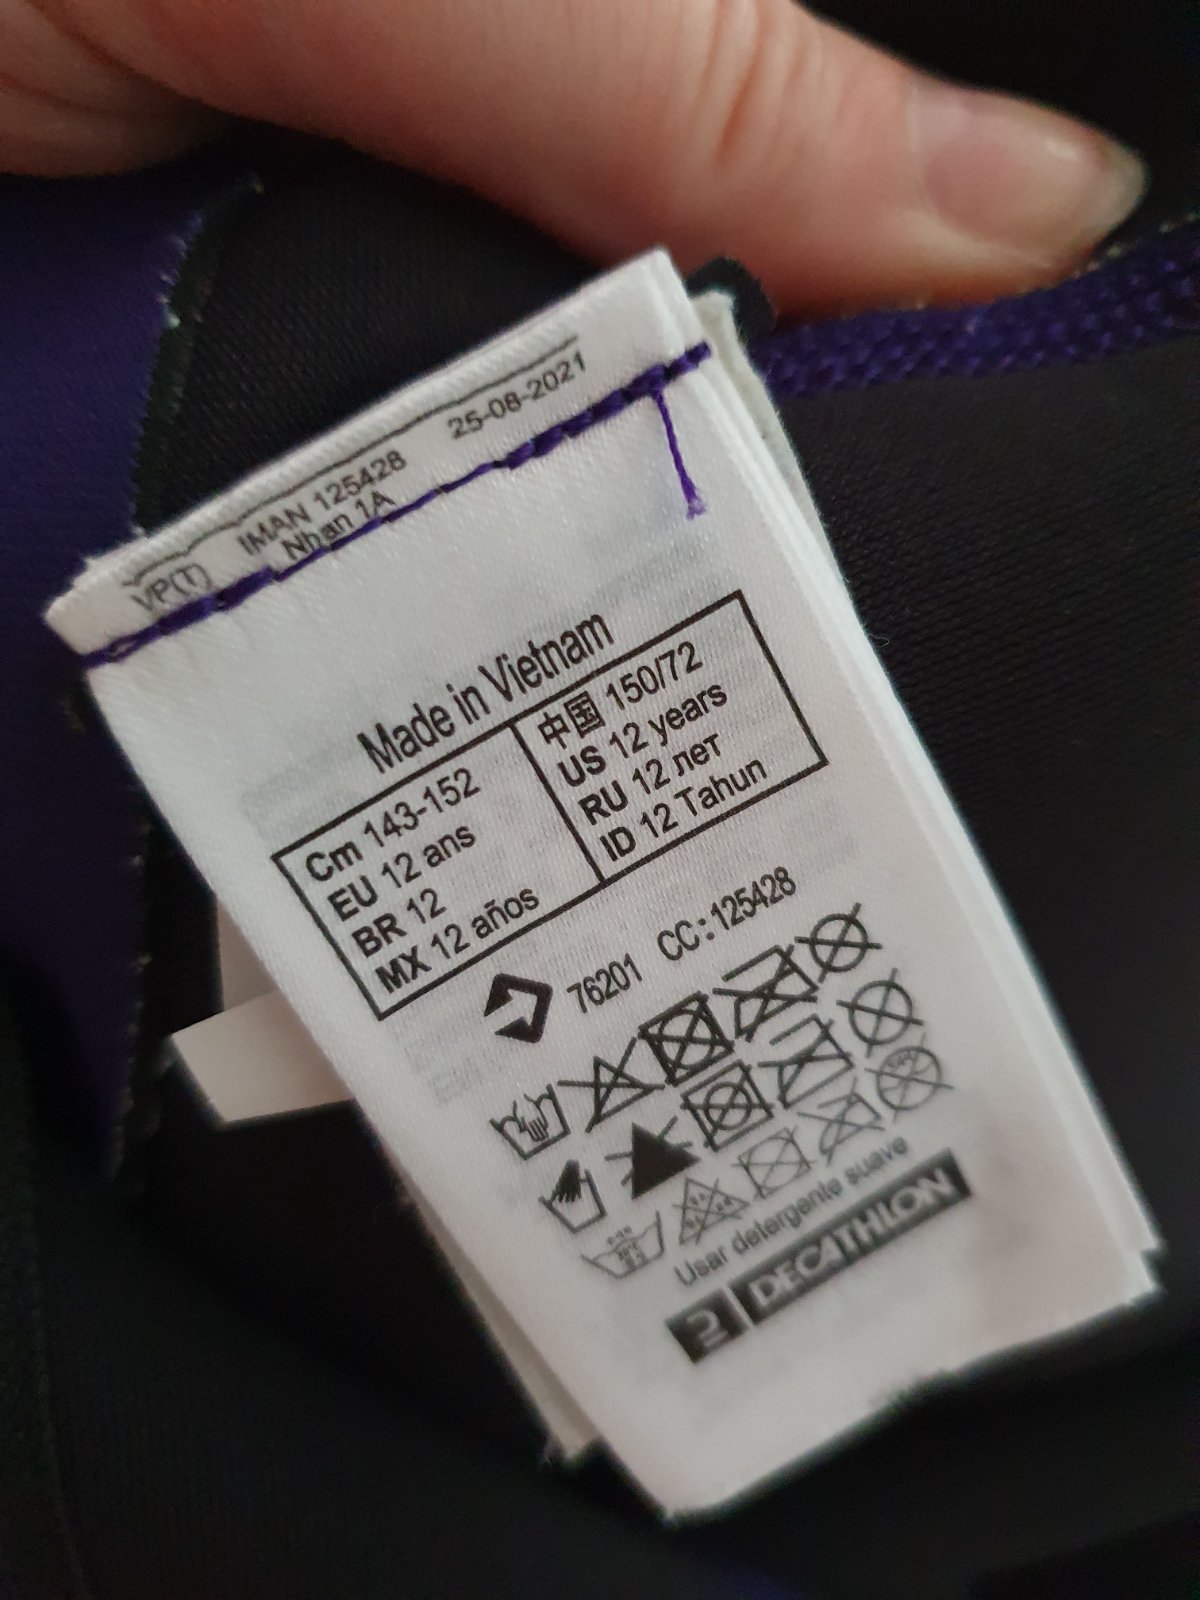 25-08-2021
IMAN 125428
VP(T) Nhan 1A
Made in Vietnam
Cm 143-152
EU 12 ans
BR 12
MX 12 años
中国 150/72
US 12 years
RU 12 лет
ID 12 Tahun
76201 CC: 125428
Usar detergente suave
DECATHLON